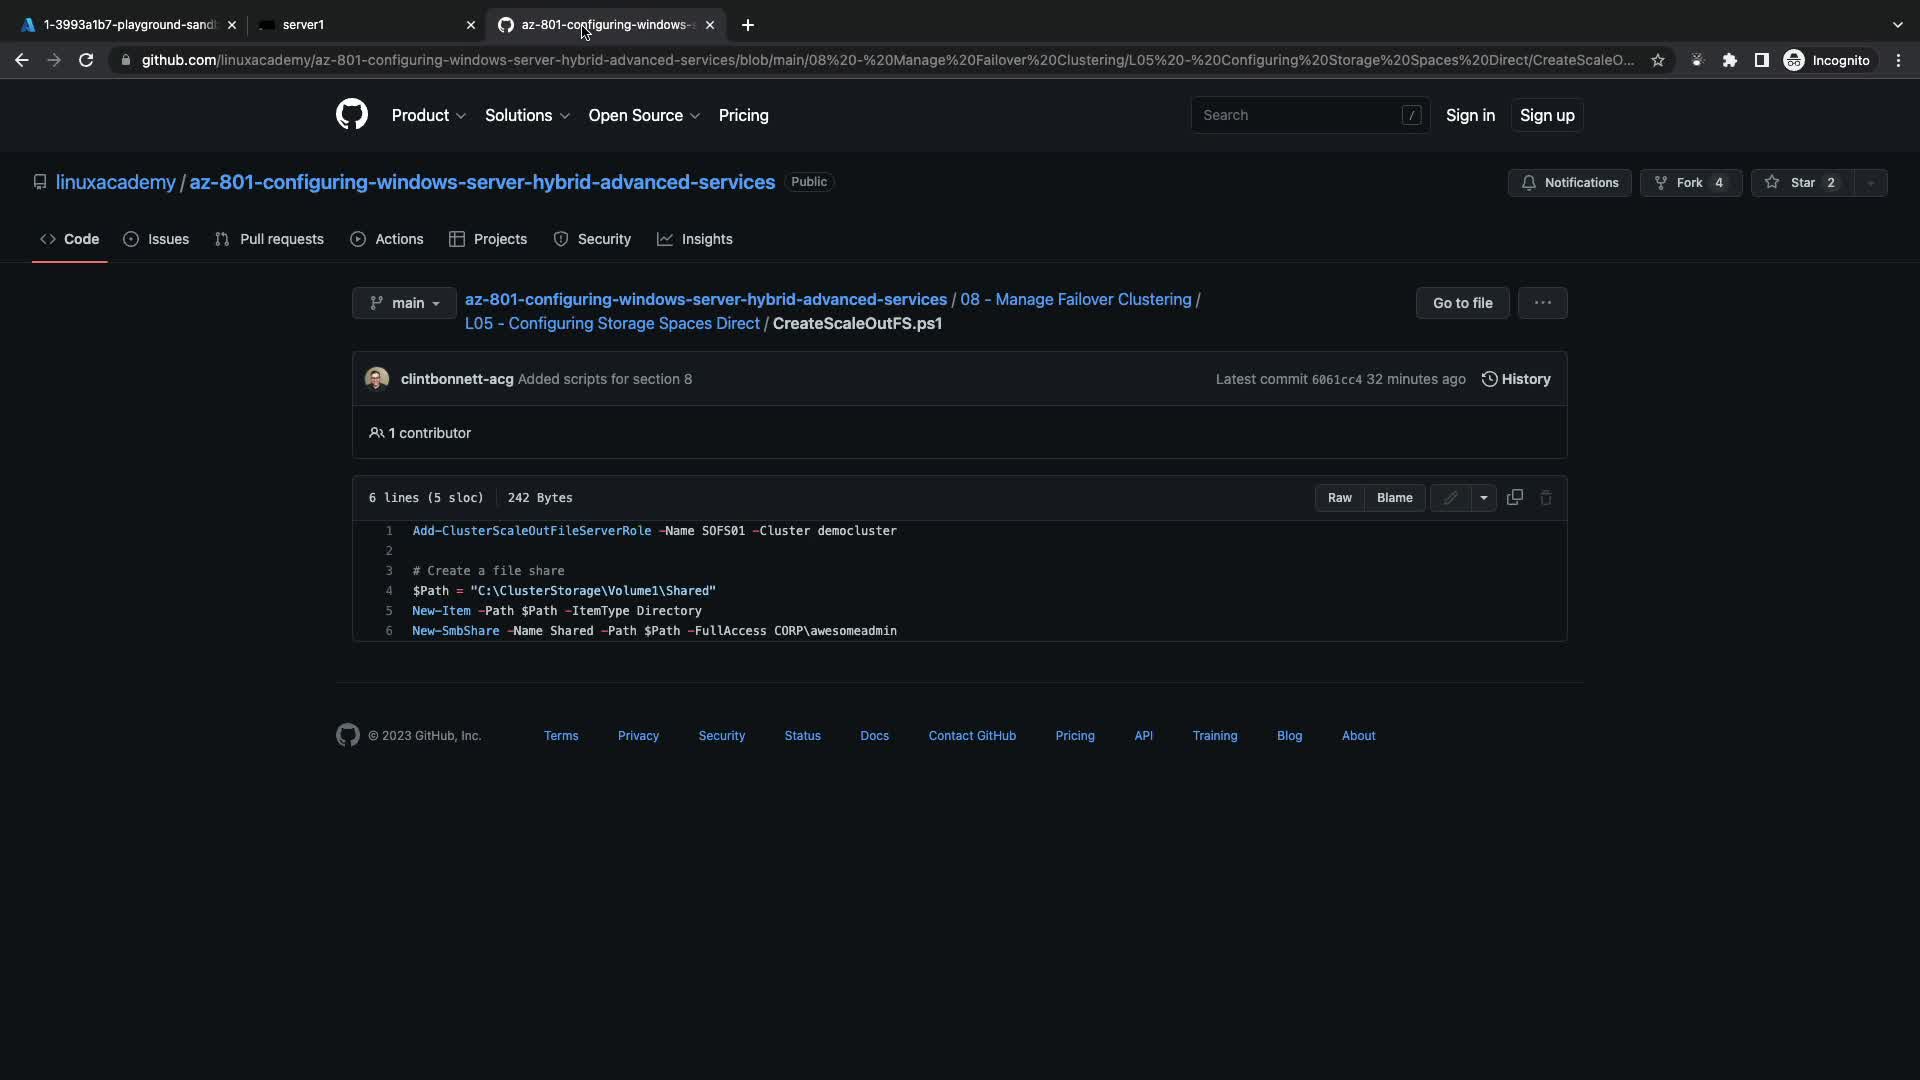 1-3993a1b7-playground-sand
server1
az-801-configuring-windows-s
github.com/linuxacademy/az-801-configuring-windows-server-hybrid-advanced-services/blob/main/08%20-%20Manage%20Failover%20Clustering/L05%20-%20Configuring%20Storage%20Spaces%20Direct/CreateScaleO...
Incognito
Product
Solutions
Open Source
Pricing
Search /
Sign in
Sign up
linuxacademy / az-801-configuring-windows-server-hybrid-advanced-services Public
Notifications
Fork 4
Star 2
Code
Issues
Pull requests
Actions
Projects
Security
Insights
main
az-801-configuring-windows-server-hybrid-advanced-services / 08 - Manage Failover Clustering /
L05 - Configuring Storage Spaces Direct / CreateScaleOutFS.ps1
Go to file
...
clintbonnett-acg Added scripts for section 8
Latest commit 6061cc4 32 minutes ago
History
1 contributor
6 lines (5 sloc) 242 Bytes
Raw
Blame
1 Add-ClusterScaleOutFileServerRole -Name SOFS01 -Cluster democluster
2
3 # Create a file share
4 $Path = "C:\ClusterStorage\Volume1\Shared"
5 New-Item -Path $Path -ItemType Directory
6 New-SmbShare -Name Shared -Path $Path -FullAccess CORP\awesomeadmin
© 2023 GitHub, Inc.
Terms
Privacy
Security
Status
Docs
Contact GitHub
Pricing
API
Training
Blog
About